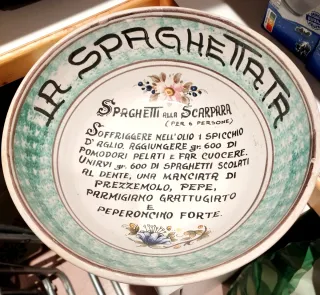 LA SPAGHETTATA
SPAGHETTI ALLA SCARPARA
(PER 6 PERSONE)
SOFFRIGGERE NELL'OLIO 1 SPICCHIO
D'AGLIO. AGGIUNGERE gr. 600 DI
POMODORI PELATI E FAR CUOCERE.
UNIRVI gr. 600 DI SPAGHETTI SCOLATI
AL DENTE, UNA MANCIATA DI
PREZZEMOLO, PEPE,
PARMIGIANO GRATTUGIATO
E
PEPERONCINO FORTE.